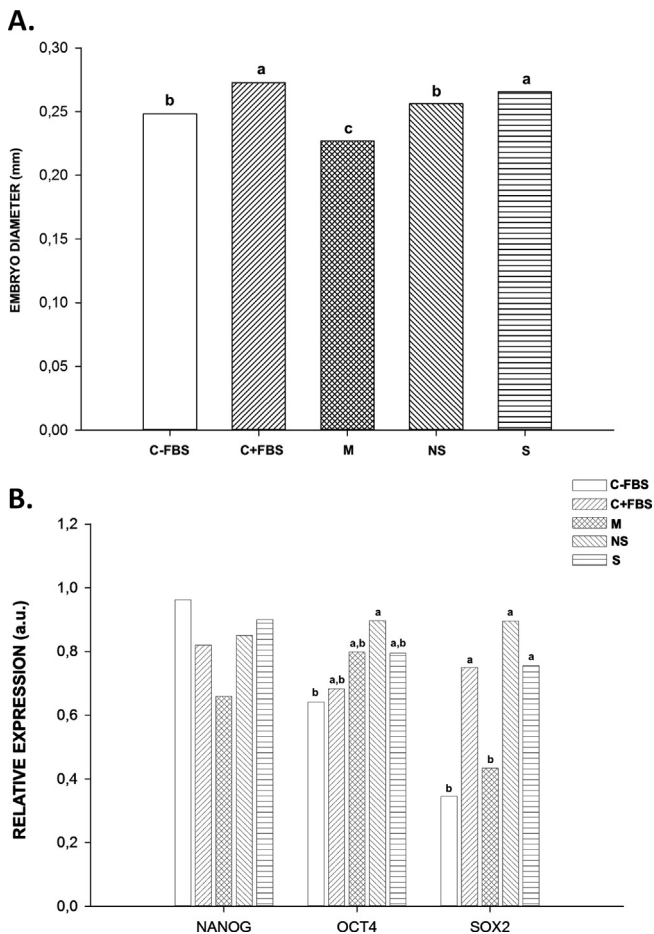 A.
0,30
0,25
0,20
0,15
0,10
0,05
0,00
EMBRYO DIAMETER (mm)
b
a
c
b
a
C-FBS
C+FBS
M
NS
S
B.
C-FBS
C+FBS
M
NS
S
1,2
1,0
0,8
0,6
0,4
0,2
0,0
RELATIVE EXPRESSION (a.u.)
b
a,b
a,b
a
a,b
b
a
b
a
a
NANOG
OCT4
SOX2